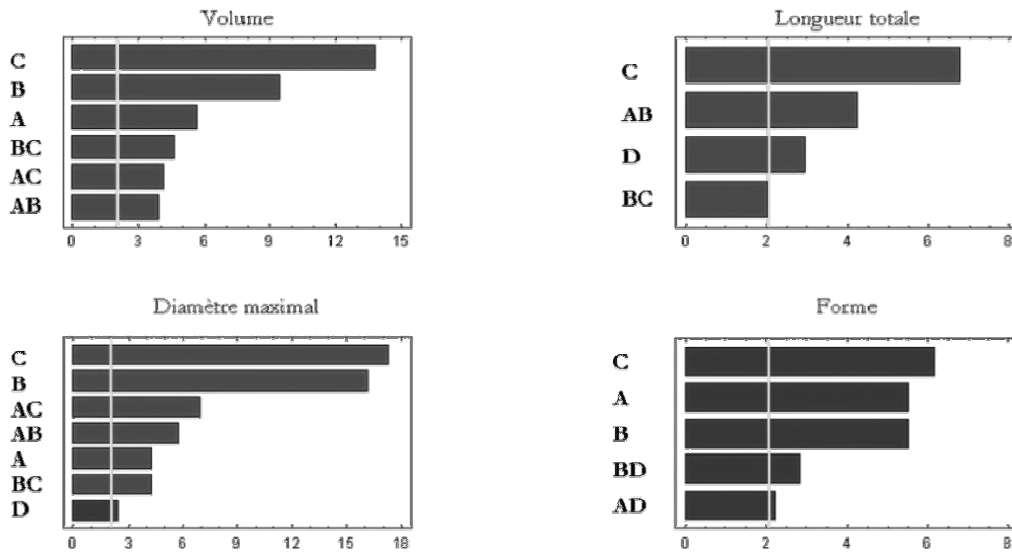 Volume
C
B
A
BC
AC
AB
0 3 6 9 12 15
Longueur totale
C
AB
D
BC
0 2 4 6 8
Diamètre maximal
C
B
AC
AB
A
BC
D
0 3 6 9 12 15 18
Forme
C
A
B
BD
AD
0 2 4 6 8